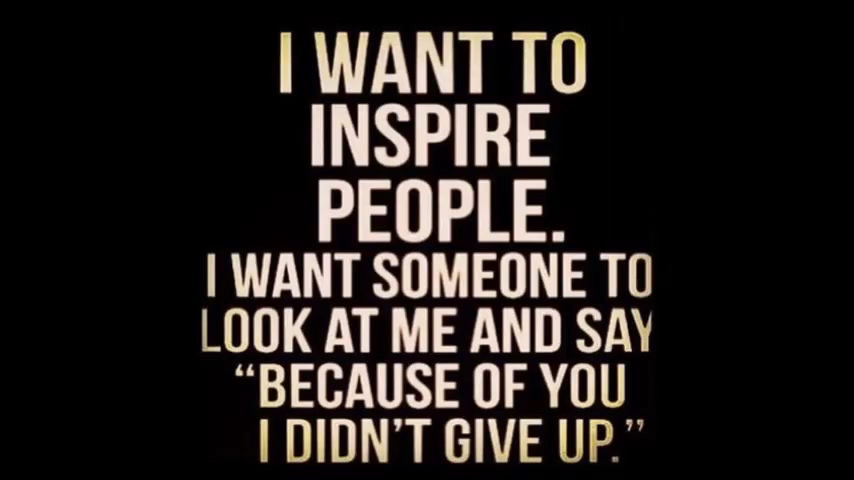 I WANT TO
INSPIRE
PEOPLE.
I WANT SOMEONE TO
LOOK AT ME AND SAY
“BECAUSE OF YOU
I DIDN’T GIVE UP.”